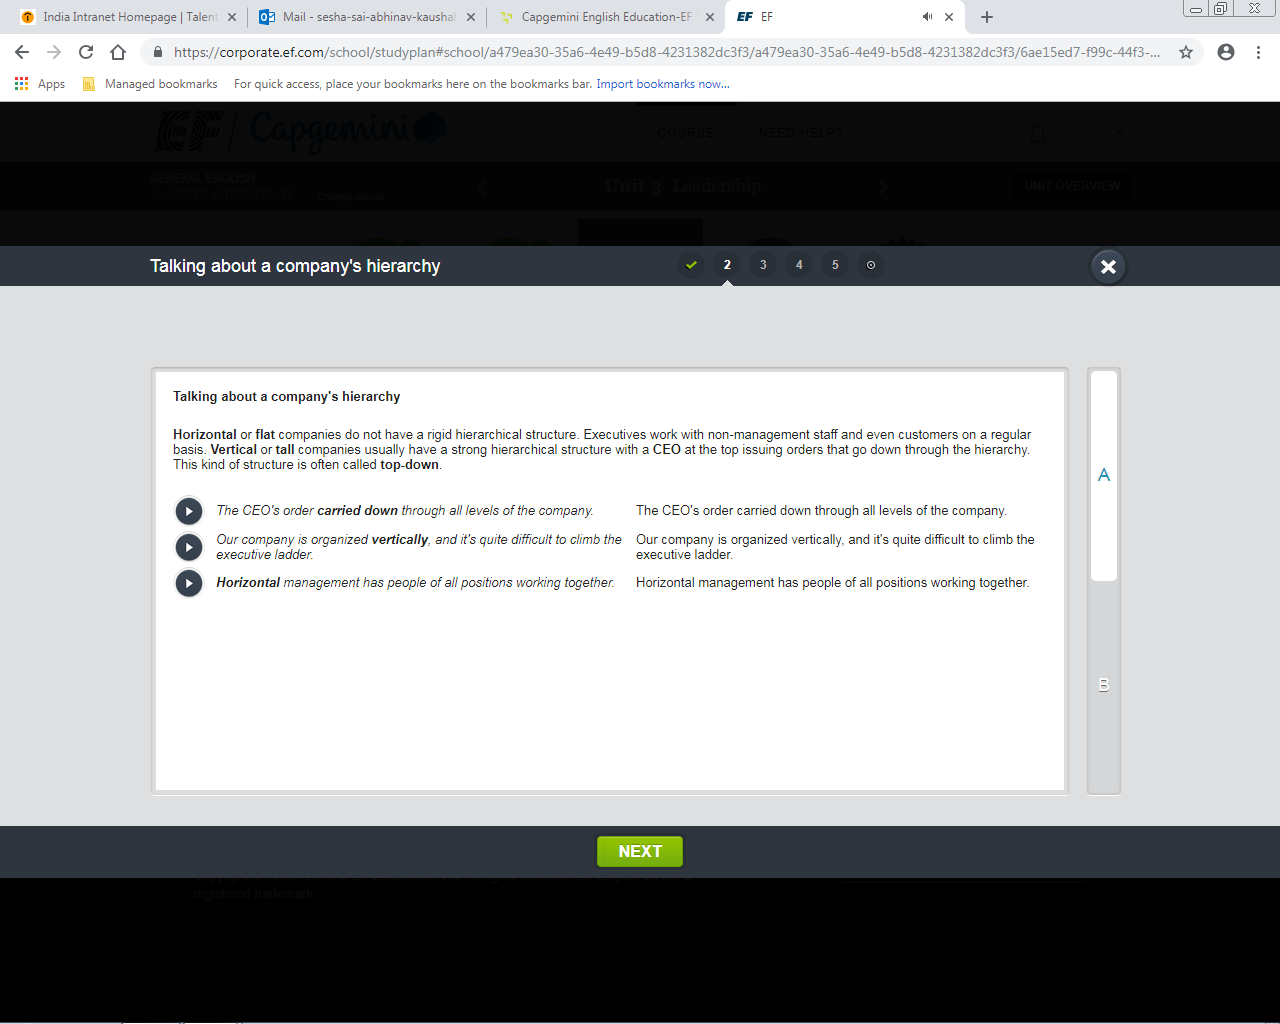 India Intranet Homepage | Talent
Mail - sesha-sai-abhinav-kaushal.
Capgemini English Education-EF
EF EF
https://corporate.ef.com/school/studyplan#school/a479ea30-35a6-4e49-b5d8-4231382dc3f3/a479ea30-35a6-4e49-b5d8-4231382dc3f3/6ae15ed7-f99c-44f3-...
Apps Managed bookmarks For quick access, place your bookmarks here on the bookmarks bar. Import bookmarks now...
EF | Capgemini
COURSE NEED HELP?
GENERAL ENGLISH
Unit 3 Leadership
UNIT OVERVIEW
Change course
Talking about a company's hierarchy
2 3 4 5
Talking about a company's hierarchy
Horizontal or flat companies do not have a rigid hierarchical structure. Executives work with non-management staff and even customers on a regular
basis. Vertical or tall companies usually have a strong hierarchical structure with a CEO at the top issuing orders that go down through the hierarchy.
This kind of structure is often called top-down.
The CEO's order carried down through all levels of the company.
The CEO's order carried down through all levels of the company.
Our company is organized vertically, and it's quite difficult to climb the
executive ladder.
Our company is organized vertically, and it's quite difficult to climb the
executive ladder.
Horizontal management has people of all positions working together.
Horizontal management has people of all positions working together.
A
B
NEXT
registered trademark